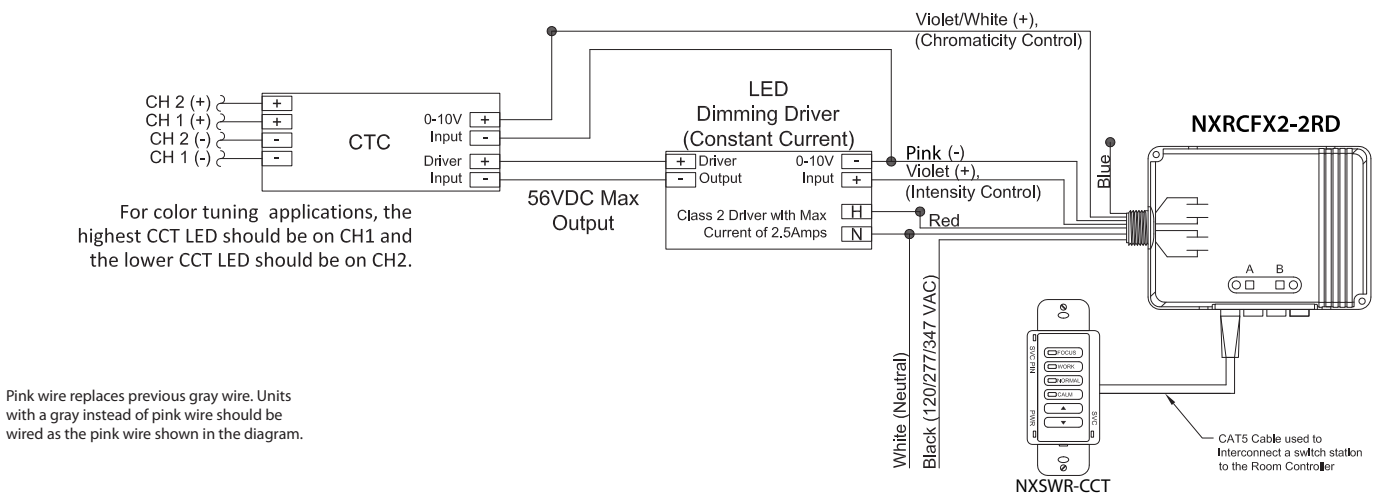 Violet/White (+),
(Chromaticity Control)
CH 2 (+)
CH 1 (+)
CH 2 (-)
CH 1 (-)
+
+
-
-
CTC
0-10V +
Input -
Driver +
Input -
For color tuning applications, the
highest CCT LED should be on CH1 and
the lower CCT LED should be on CH2.
56VDC Max
Output
LED
Dimming Driver
(Constant Current)
+ Driver
- Output
0-10V -
Input +
Class 2 Driver with Max
Current of 2.5Amps
H
N
Pink (-)
Violet (+),
(Intensity Control)
Red
Blue
NXRCFX2-2RD
A B
White (Neutral)
Black (120/277/347 VAC)
SVC PIN
PWR
SVC
FOCUS
WORK
NORMAL
CALM
NXSWR-CCT
CAT5 Cable used to
Interconnect a switch station
to the Room Controller
Pink wire replaces previous gray wire. Units
with a gray instead of pink wire should be
wired as the pink wire shown in the diagram.